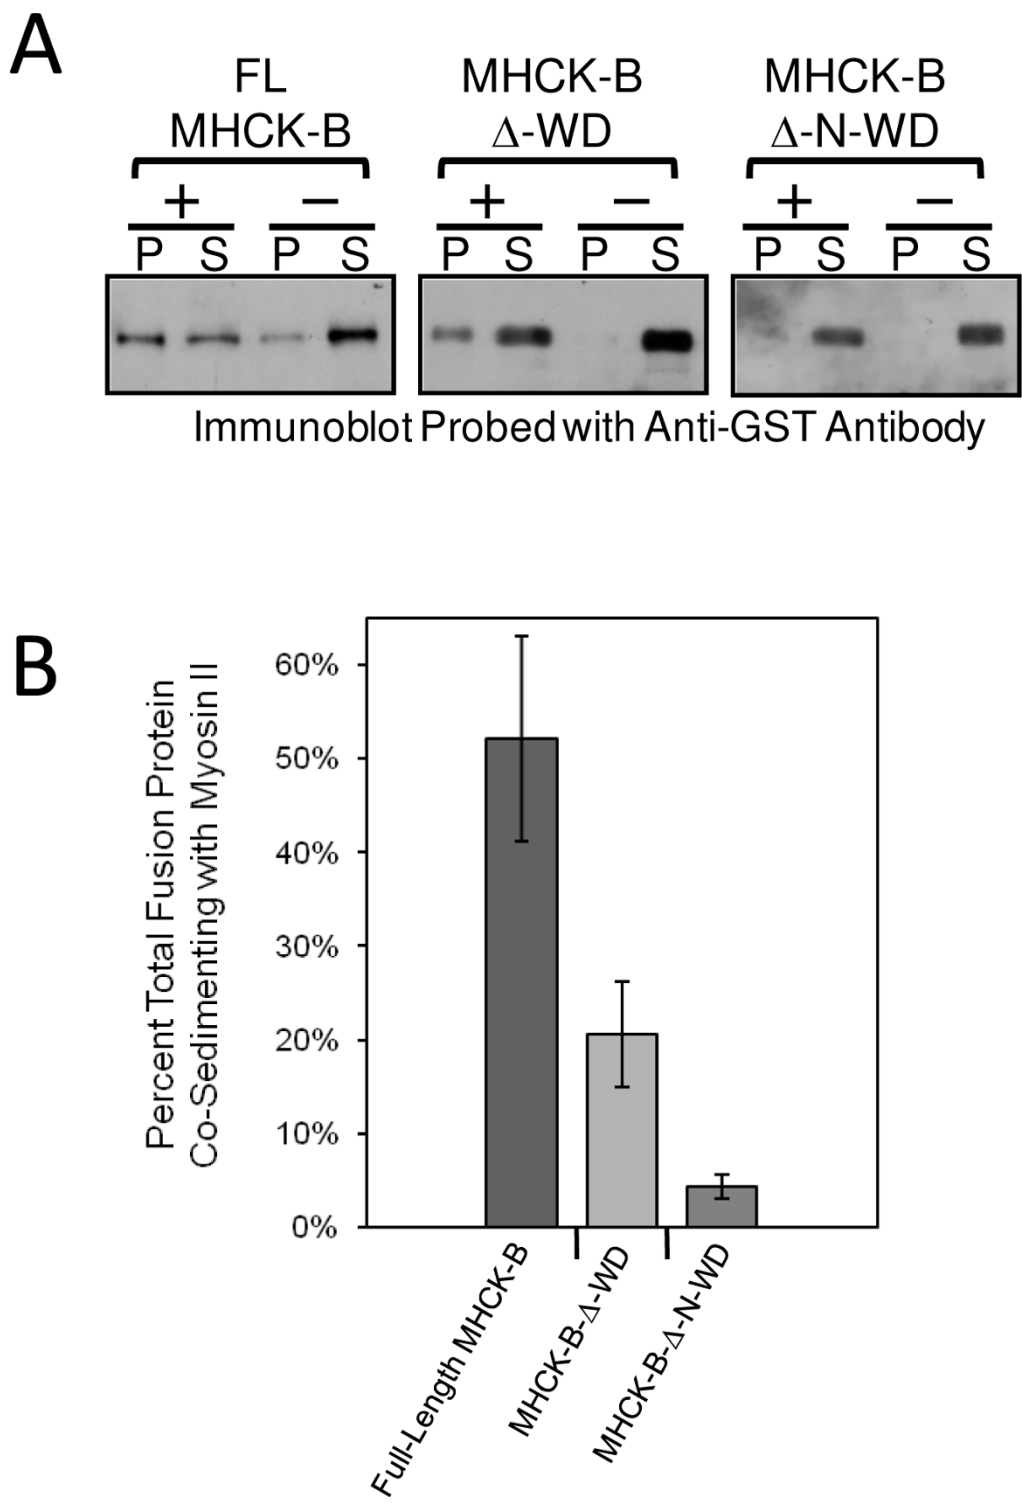 A
FL
MHCK-B
MHCK-B
Δ-WD
MHCK-B
Δ-N-WD
+ − + − + −
P S P S P S P S P S P S
Immunoblot Probed with Anti-GST Antibody
B
Percent Total Fusion Protein
Co-Sedimenting with Myosin II
60%
50%
40%
30%
20%
10%
0%
Full-Length MHCK-B
MHCK-B-Δ-WD
MHCK-B-Δ-N-WD